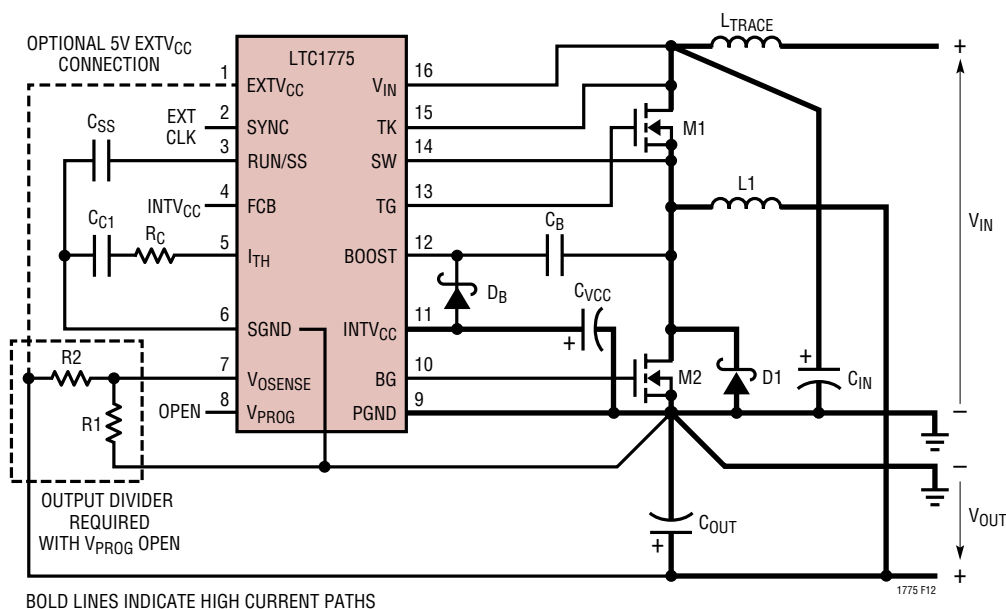 OPTIONAL 5V EXTVCC
CONNECTION
LTC1775
LTRACE
+
1
EXTVCC
VIN
16
2
EXT
CLK
SYNC
TK
15
M1
CSS
3
RUN/SS
SW
14
4
INTVCC
FCB
TG
13
L1
VIN
CC1
RC
5
ITH
BOOST
12
CB
DB
CVCC
6
SGND
INTVCC
11
+
+
R2
7
VOSENSE
BG
10
M2
D1
CIN
R1
OPEN
8
VPROG
PGND
9
–
–
OUTPUT DIVIDER
REQUIRED
WITH VPROG OPEN
COUT
+
VOUT
+
1775 F12
BOLD LINES INDICATE HIGH CURRENT PATHS